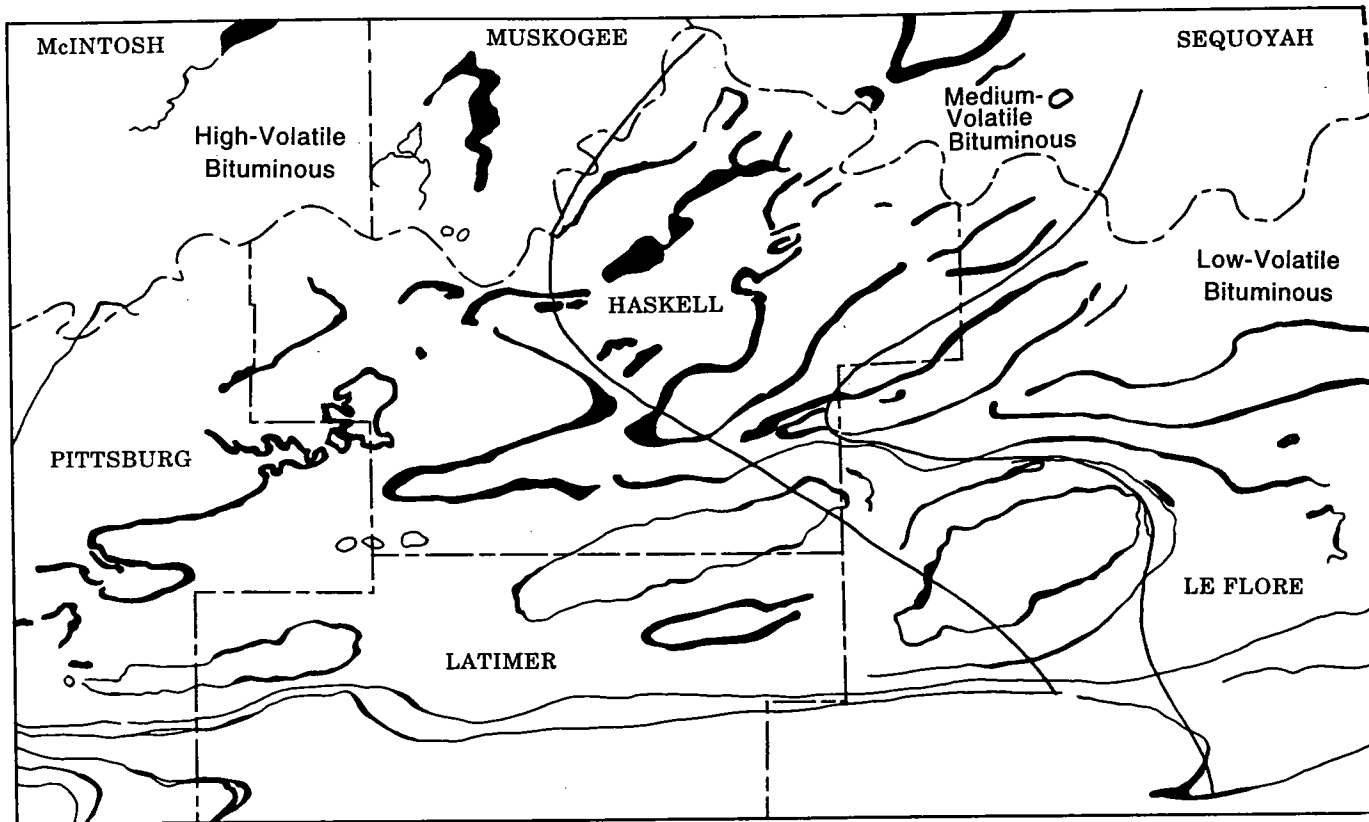 McINTOSH
MUSKOGEE
SEQUOYAH
High-Volatile
Bituminous
Medium-
Volatile
Bituminous
Low-Volatile
Bituminous
HASKELL
PITTSBURG
LE FLORE
LATIMER